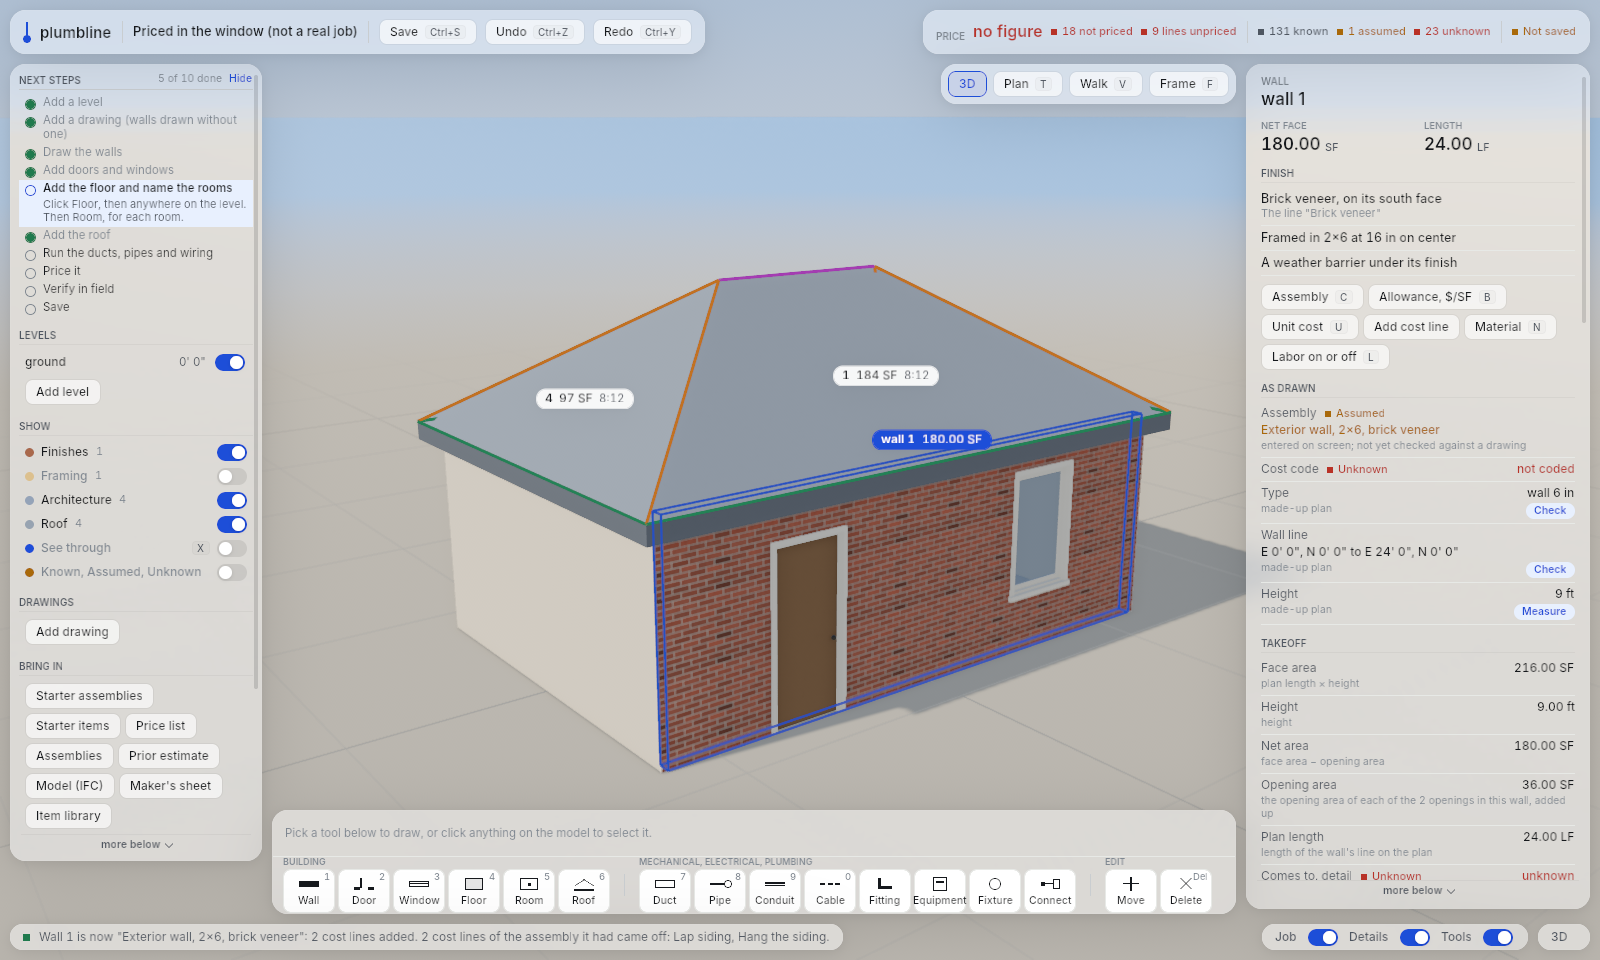 plumbline
Priced in the window (not a real job)
Save Ctrl+S
Undo Ctrl+Z
Redo Ctrl+Y
PRICE no figure 18 not priced 9 lines unpriced 131 known 1 assumed 23 unknown Not saved
3D
Plan T
Walk V
Frame F
NEXT STEPS 5 of 10 done Hide
Add a level
Add a drawing (walls drawn without
one)
Draw the walls
Add doors and windows
Add the floor and name the rooms
Click Floor, then anywhere on the level.
Then Room, for each room.
Add the roof
Run the ducts, pipes and wiring
Price it
Verify in field
Save
LEVELS
ground 0' 0"
Add level
SHOW
Finishes 1
Framing 1
Architecture 4
Roof 4
See through X
Known, Assumed, Unknown
DRAWINGS
Add drawing
BRING IN
Starter assemblies
Starter items Price list
Assemblies Prior estimate
Model (IFC) Maker's sheet
Item library
more below
4 97 SF 8:12
1 184 SF 8:12
wall 1 180.00 SF
Pick a tool below to draw, or click anything on the model to select it.
BUILDING
Wall 1
Door 2
Window 3
Floor 4
Room 5
Roof 6
MECHANICAL, ELECTRICAL, PLUMBING
Duct 7
Pipe 8
Conduit 9
Cable 0
Fitting
Equipment
Fixture
Connect
EDIT
Move
Delete Del
WALL
wall 1
NET FACE LENGTH
180.00 SF 24.00 LF
FINISH
Brick veneer, on its south face
The line "Brick veneer"
Framed in 2×6 at 16 in on center
A weather barrier under its finish
Assembly C Allowance, $/SF B
Unit cost U Add cost line Material N
Labor on or off L
AS DRAWN
Assembly Assumed
Exterior wall, 2×6, brick veneer
entered on screen; not yet checked against a drawing
Cost code Unknown not coded
Type wall 6 in
made-up plan Check
Wall line
E 0' 0", N 0' 0" to E 24' 0", N 0' 0"
made-up plan Check
Height 9 ft
made-up plan Measure
TAKEOFF
Face area 216.00 SF
plan length × height
Height 9.00 ft
height
Net area 180.00 SF
face area − opening area
Opening area 36.00 SF
the opening area of each of the 2 openings in this wall, added
up
Plan length 24.00 LF
length of the wall's line on the plan
Comes to, detail Unknown unknown
more below
Wall 1 is now "Exterior wall, 2×6, brick veneer": 2 cost lines added. 2 cost lines of the assembly it had came off: Lap siding, Hang the siding.
Job Details Tools 3D